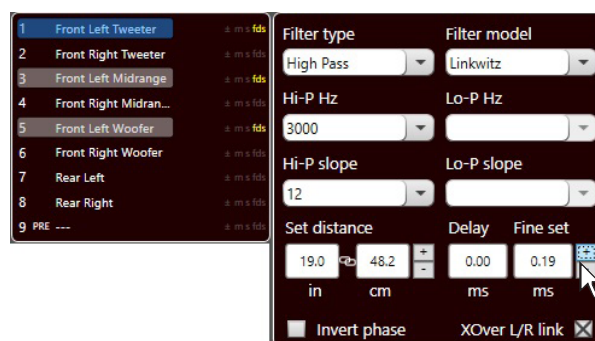 1 Front Left Tweeter ± m s fds
2 Front Right Tweeter ± m s fds
3 Front Left Midrange ± m s fds
4 Front Right Midran... ± m s fds
5 Front Left Woofer ± m s fds
6 Front Right Woofer ± m s fds
7 Rear Left ± m s fds
8 Rear Right ± m s fds
9 PRE --- ± m s fds
Filter type Filter model
High Pass Linkwitz
Hi-P Hz Lo-P Hz
3000
Hi-P slope Lo-P slope
12
Set distance Delay Fine set
19.0 48.2 + - 0.00 0.19 +
in cm ms ms
Invert phase XOver L/R link